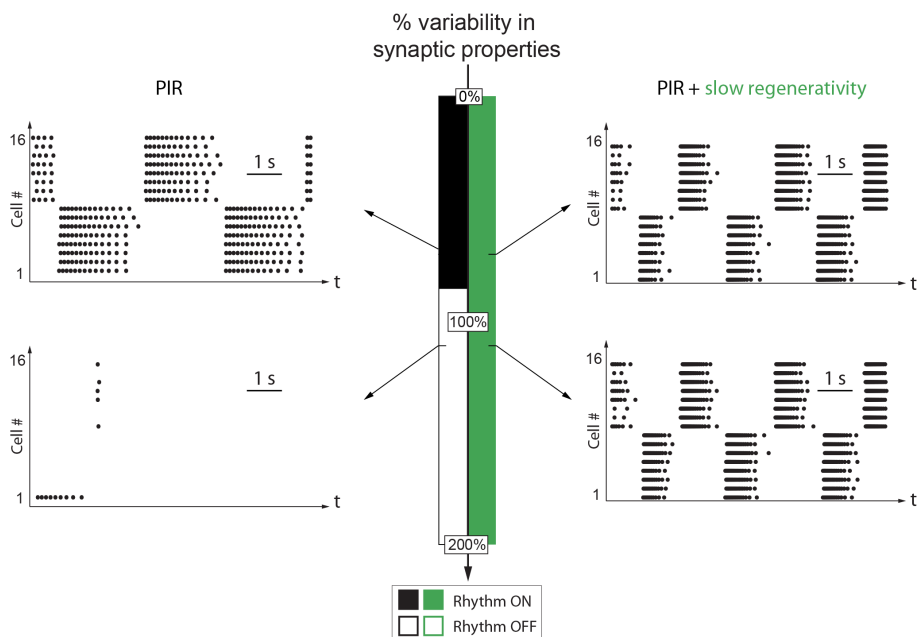 % variability in
synaptic properties
PIR
PIR + slow regenerativity
0%
16
1 s
Cell #
1
t
16
1 s
Cell #
1
t
100%
16
1 s
Cell #
1
t
16
1 s
Cell #
1
t
200%
Rhythm ON
Rhythm OFF